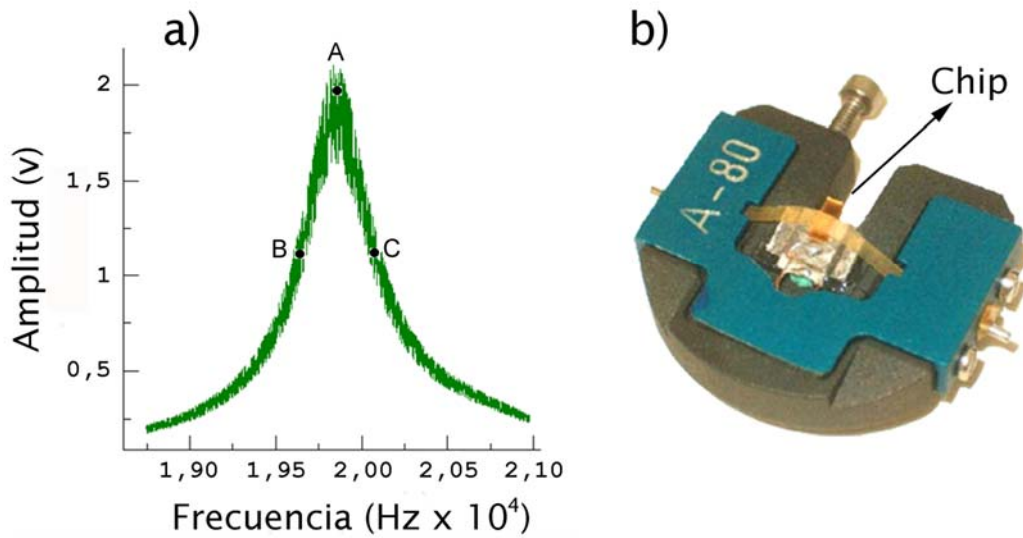 a)
A
B
C
2
1,5
1
0,5
Amplitud (v)
1,90
1,95
2,00
2,05
2,10
Frecuencia (Hz x 10⁴)
b)
Chip
A-80